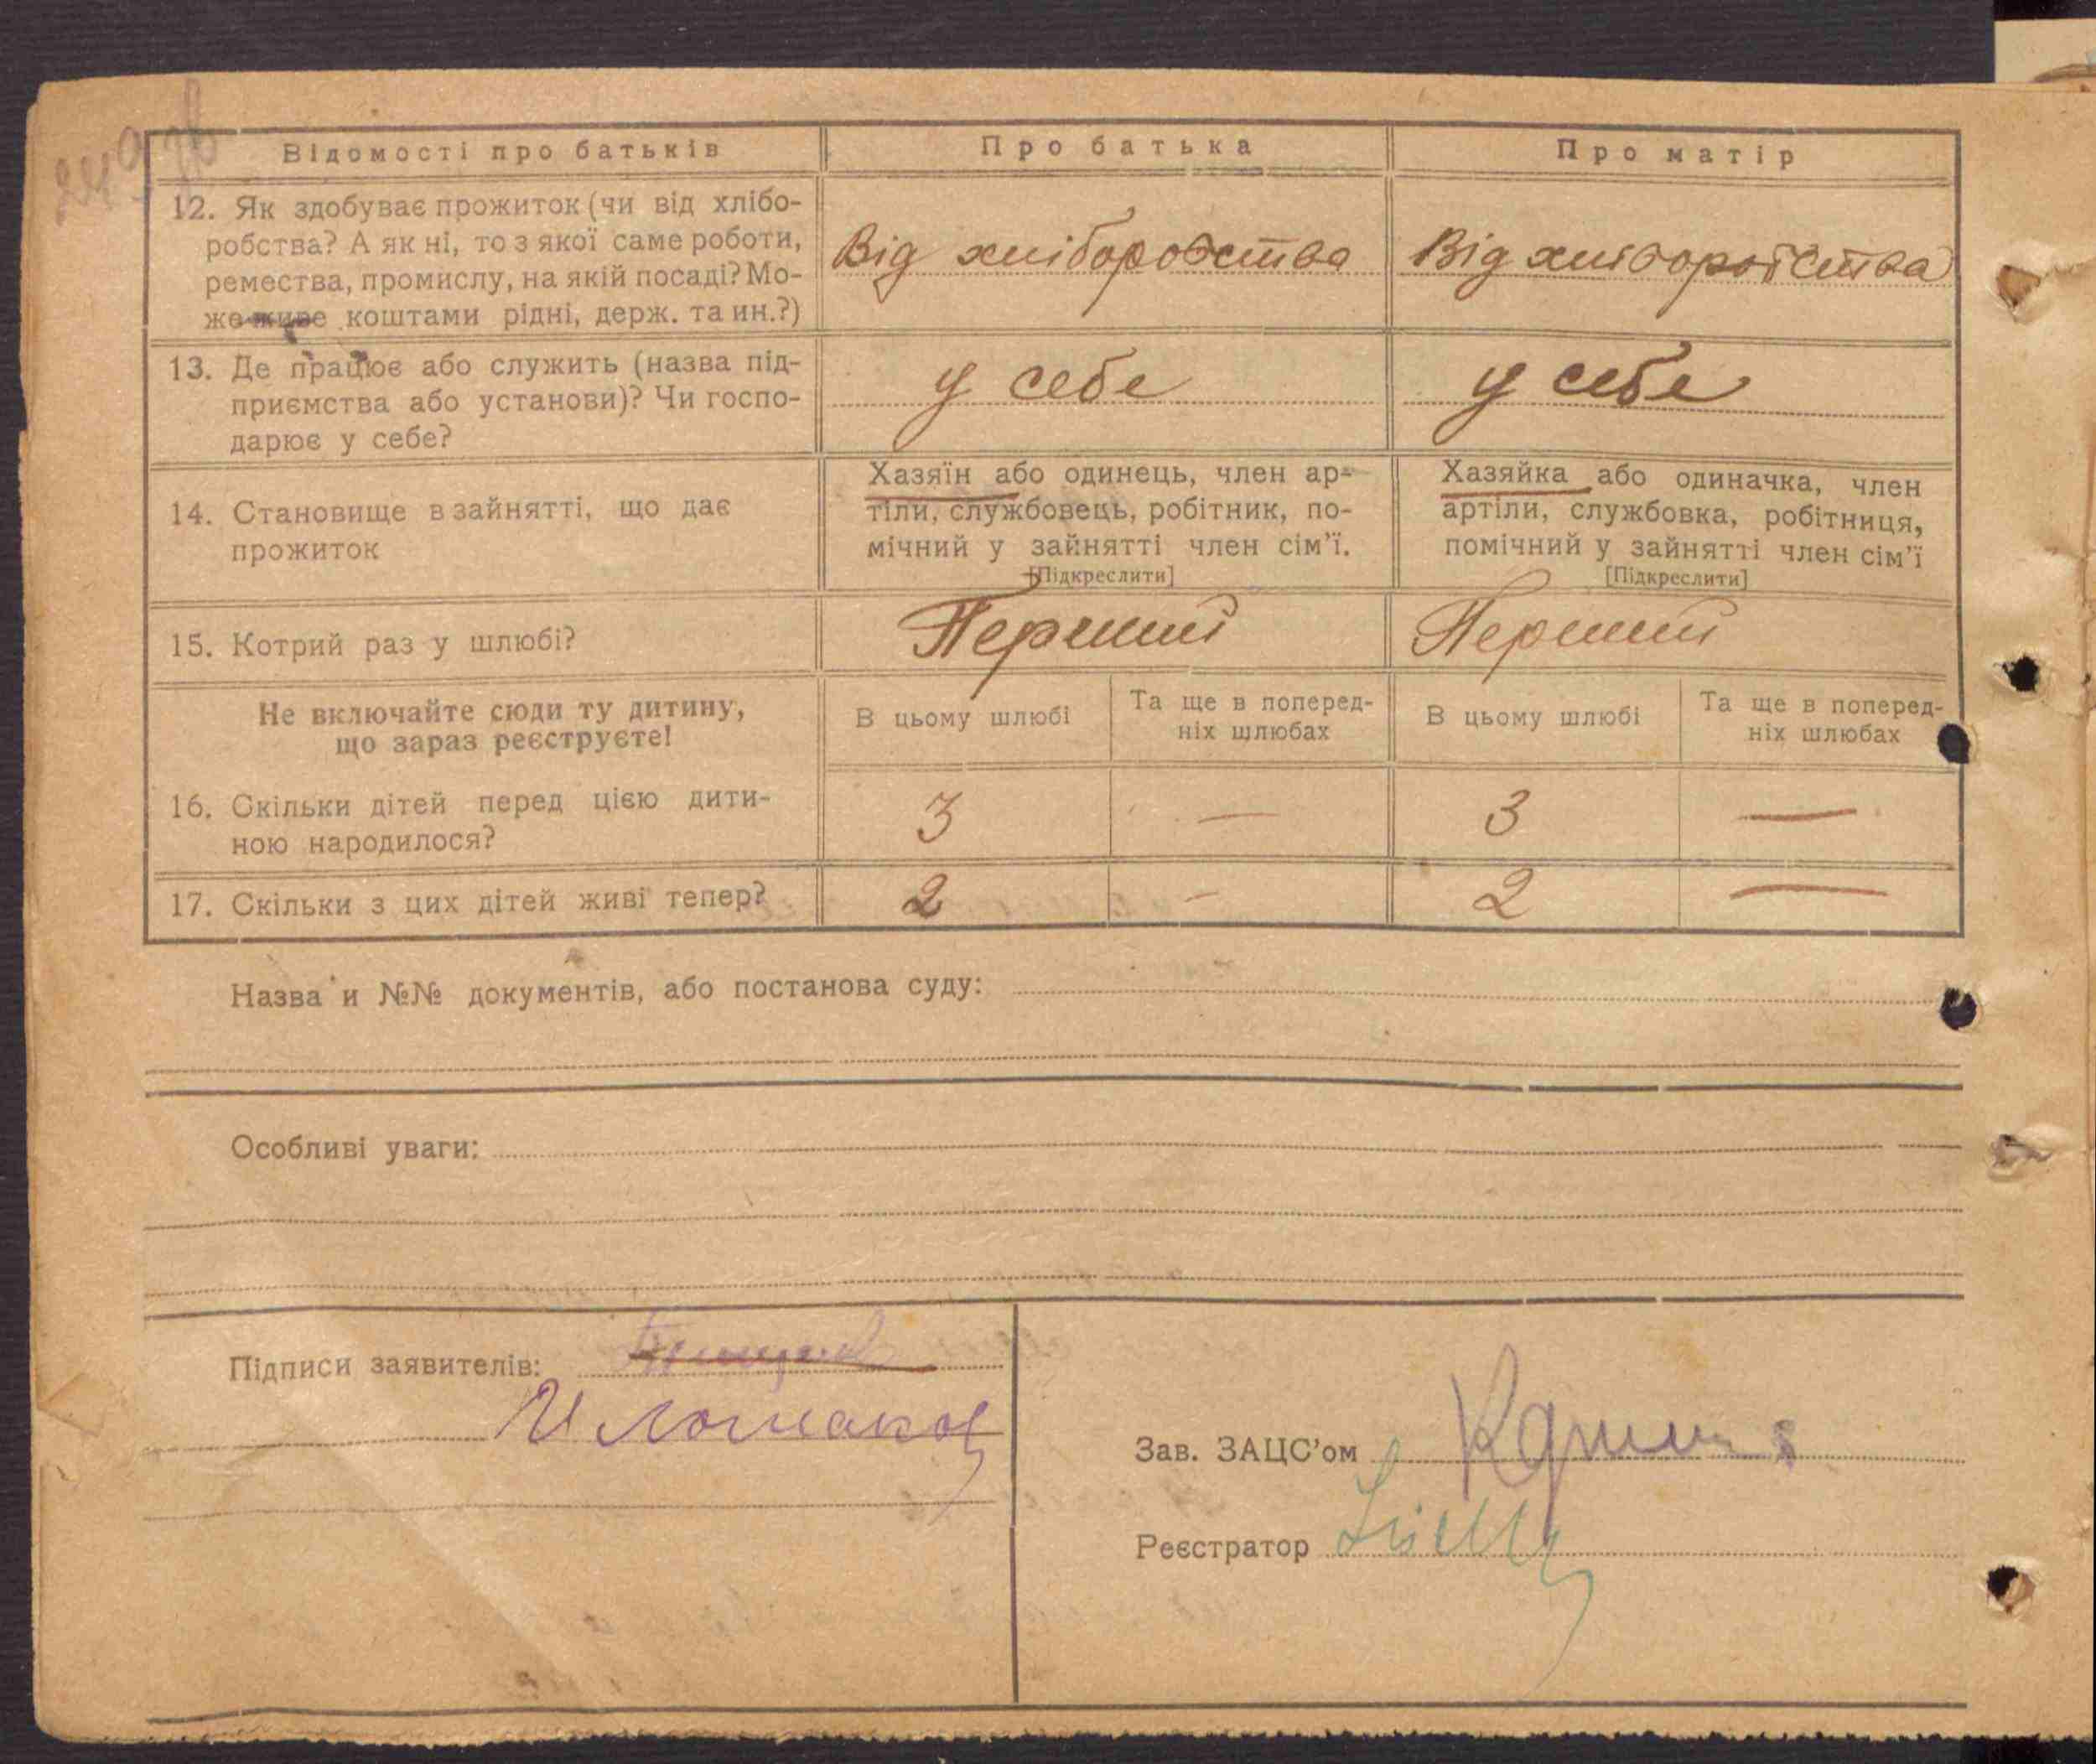 Відомості про батьків
Про батька
Про матір
12. Як здобуває прожиток (чи від хлібо-
робства? А як ні, то з якої саме роботи,
ремества, промислу, на якій посаді? Мо-
же живе коштами рідні, держ. та ин.?)
Від хліборобства
Від хліборобства
13. Де працює або служить (назва під-
приємства або установи)? Чи госпо-
дарює у себе?
у себе
у себе
14. Становище в зайнятті, що дає
прожиток
Хазяїн або одинець, член ар-
тіли, службовець, робітник, по-
мічний у зайнятті член сім'ї.
[Підкреслити]
Хазяйка або одиначка, член
артіли, службовка, робітниця,
помічний у зайнятті член сім'ї
[Підкреслити]
15. Котрий раз у шлюбі?
Перший
Перший
Не включайте сюди ту дитину,
що зараз реєструєте!
В цьому шлюбі
Та ще в поперед-
ніх шлюбах
В цьому шлюбі
Та ще в поперед-
ніх шлюбах
16. Скільки дітей перед цією дити-
ною народилося?
3
—
3
—
17. Скільки з цих дітей живі тепер?
2
—
2
—
Назва и №№ документів, або постанова суду:
Особливі уваги:
Підписи заявителів:
Зав. ЗАЦС'ом
Реєстратор